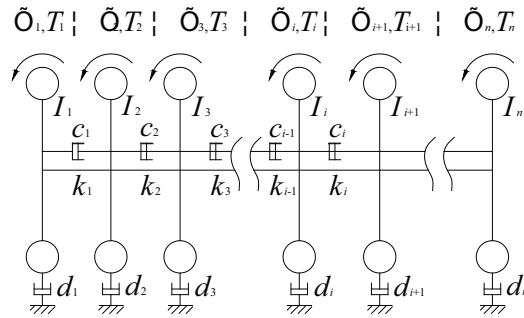 Õ1,T1 ¦ Õ2,T2 ¦ Õ3,T3 ¦ Õi,Ti ¦ Õi+1,Ti+1 ¦ Õn,Tn
I1 I2 I3 Ii Ii+1 In
c1 c2 c3 ci-1 ci
k1 k2 k3 ki-1 ki
d1 d2 d3 di di+1